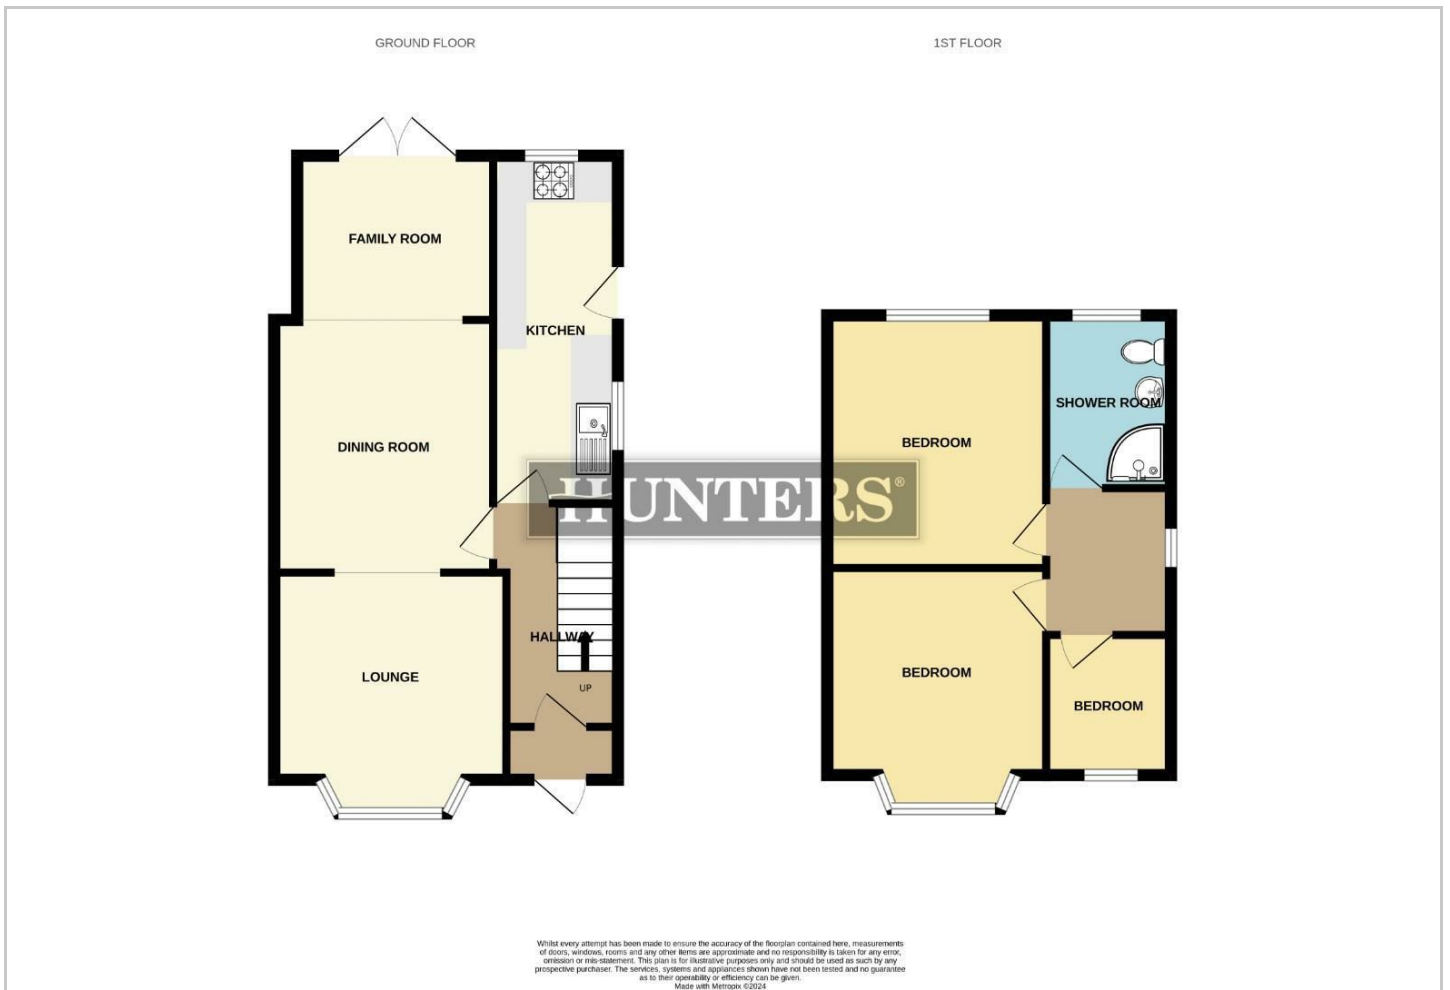 GROUND FLOOR
1ST FLOOR
FAMILY ROOM
KITCHEN
DINING ROOM
SHOWER ROOM
BEDROOM
HUNTERS®
HALLWAY
LOUNGE
UP
BEDROOM
BEDROOM
Whilst every attempt has been made to ensure the accuracy of the floorplan contained here, measurements
of doors, windows, rooms and any other items are approximate and no responsibility is taken for any error,
omission or mis-statement. This plan is for illustrative purposes only and should be used as such by any
prospective purchaser. The services, systems and appliances shown have not been tested and no guarantee
as to their operability or efficiency can be given.
Made with Metropix ©2024